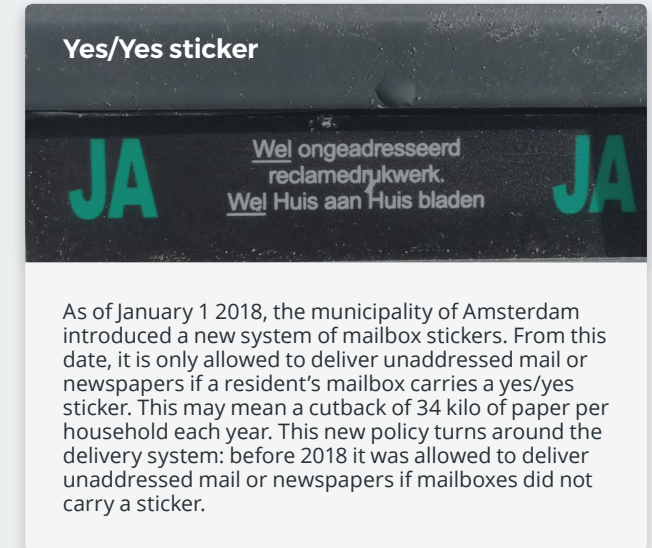 Yes/Yes sticker
JA
Wel ongeadresseerd
reclamedrukwerk.
Wel Huis aan Huis bladen
JA
As of January 1 2018, the municipality of Amsterdam
introduced a new system of mailbox stickers. From this
date, it is only allowed to deliver unaddressed mail or
newspapers if a resident’s mailbox carries a yes/yes
sticker. This may mean a cutback of 34 kilo of paper per
household each year. This new policy turns around the
delivery system: before 2018 it was allowed to deliver
unaddressed mail or newspapers if mailboxes did not
carry a sticker.